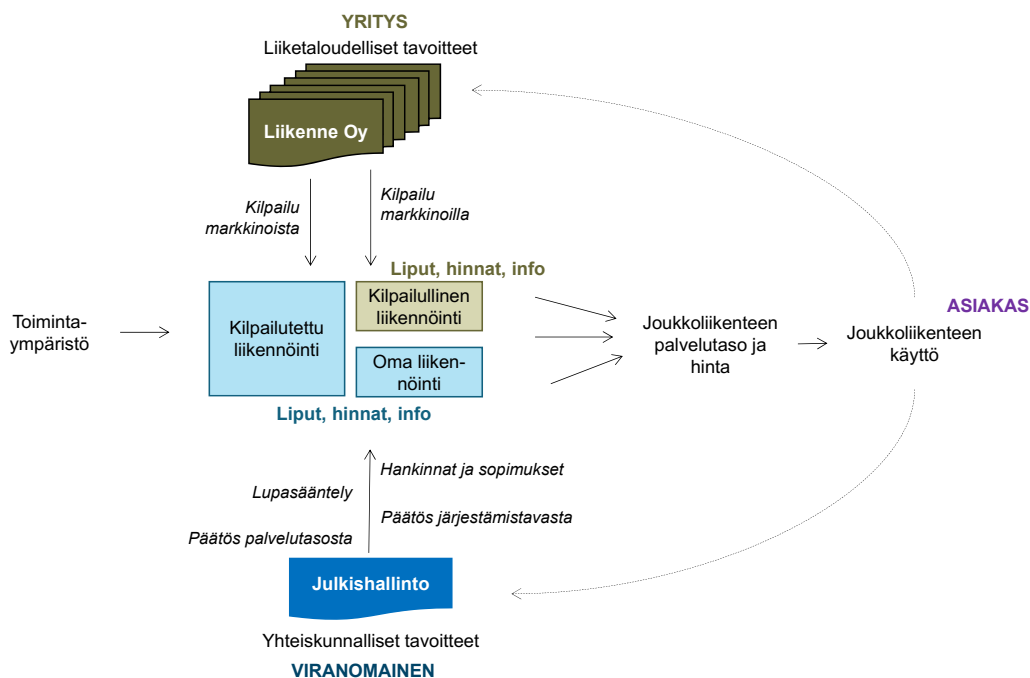 YRITYS
Liiketaloudelliset tavoitteet
Liikenne Oy
Kilpailu
markkinoista
Kilpailu
markkinoilla
Liput, hinnat, info
Toiminta-
ympäristö
Kilpailutettu
liikennöinti
Kilpailullinen
liikennöinti
Oma liiken-
nöinti
Liput, hinnat, info
Joukkoliikenteen
palvelutaso ja
hinta
ASIAKAS
Joukkoliikenteen
käyttö
Hankinnat ja sopimukset
Lupasääntely
Päätös järjestämistavasta
Päätös palvelutasosta
Julkishallinto
Yhteiskunnalliset tavoitteet
VIRANOMAINEN